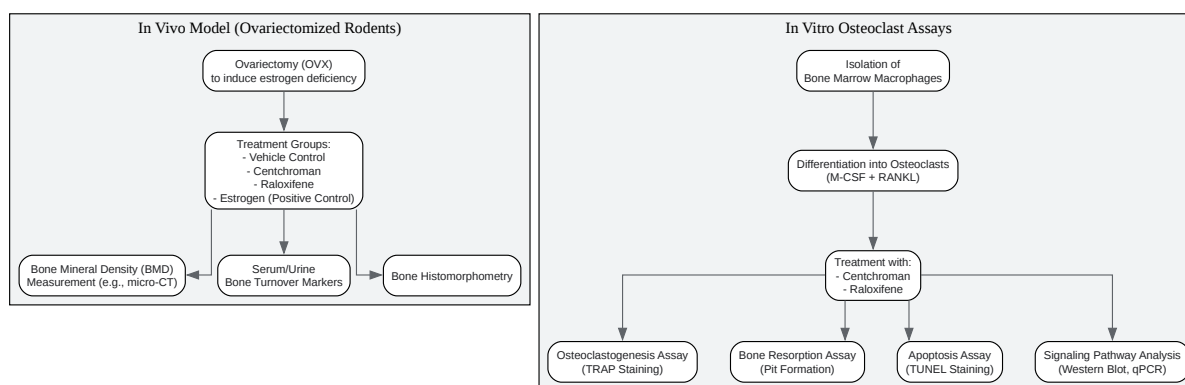 In Vivo Model (Ovariectomized Rodents)
Ovariectomy (OVX)
to induce estrogen deficiency
Treatment Groups:
- Vehicle Control
- Centchroman
- Raloxifene
- Estrogen (Positive Control)
Bone Mineral Density (BMD)
Measurement (e.g., micro-CT)
Serum/Urine
Bone Turnover Markers
Bone Histomorphometry
In Vitro Osteoclast Assays
Isolation of
Bone Marrow Macrophages
Differentiation into Osteoclasts
(M-CSF + RANKL)
Treatment with:
- Centchroman
- Raloxifene
Osteoclastogenesis Assay
(TRAP Staining)
Bone Resorption Assay
(Pit Formation)
Apoptosis Assay
(TUNEL Staining)
Signaling Pathway Analysis
(Western Blot, qPCR)